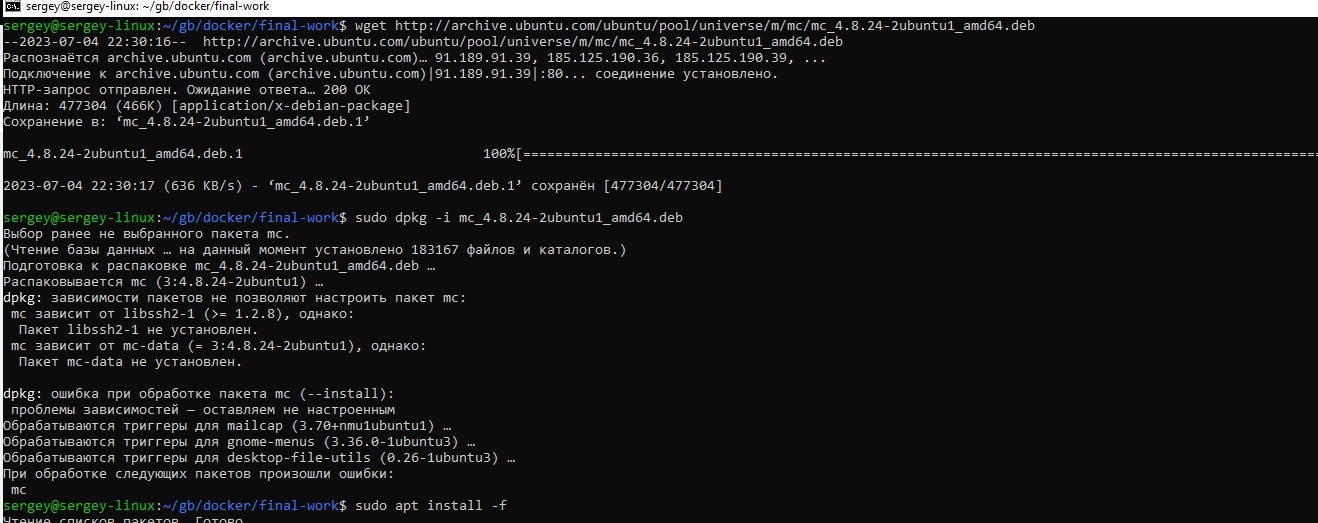 sergey@sergey-linux: ~/gb/docker/final-work
sergey@sergey-linux:~/gb/docker/final-work$ wget http://archive.ubuntu.com/ubuntu/pool/universe/m/mc/mc_4.8.24-2ubuntu1_amd64.deb
--2023-07-04 22:30:16--  http://archive.ubuntu.com/ubuntu/pool/universe/m/mc/mc_4.8.24-2ubuntu1_amd64.deb
Распознаётся archive.ubuntu.com (archive.ubuntu.com)… 91.189.91.39, 185.125.190.36, 185.125.190.39, ...
Подключение к archive.ubuntu.com (archive.ubuntu.com)|91.189.91.39|:80... соединение установлено.
HTTP-запрос отправлен. Ожидание ответа… 200 OK
Длина: 477304 (466K) [application/x-debian-package]
Сохранение в: ‘mc_4.8.24-2ubuntu1_amd64.deb.1’
mc_4.8.24-2ubuntu1_amd64.deb.1 100%[====================================================================================================
2023-07-04 22:30:17 (636 KB/s) - ‘mc_4.8.24-2ubuntu1_amd64.deb.1’ сохранён [477304/477304]
sergey@sergey-linux:~/gb/docker/final-work$ sudo dpkg -i mc_4.8.24-2ubuntu1_amd64.deb
Выбор ранее не выбранного пакета mc.
(Чтение базы данных … на данный момент установлено 183167 файлов и каталогов.)
Подготовка к распаковке mc_4.8.24-2ubuntu1_amd64.deb …
Распаковывается mc (3:4.8.24-2ubuntu1) …
dpkg: зависимости пакетов не позволяют настроить пакет mc:
mc зависит от libssh2-1 (>= 1.2.8), однако:
Пакет libssh2-1 не установлен.
mc зависит от mc-data (= 3:4.8.24-2ubuntu1), однако:
Пакет mc-data не установлен.
dpkg: ошибка при обработке пакета mc (--install):
проблемы зависимостей — оставляем не настроенным
Обрабатываются триггеры для mailcap (3.70+nmu1ubuntu1) …
Обрабатываются триггеры для gnome-menus (3.36.0-1ubuntu3) …
Обрабатываются триггеры для desktop-file-utils (0.26-1ubuntu3) …
При обработке следующих пакетов произошли ошибки:
mc
sergey@sergey-linux:~/gb/docker/final-work$ sudo apt install -f
Чтение списков пакетов… Готово